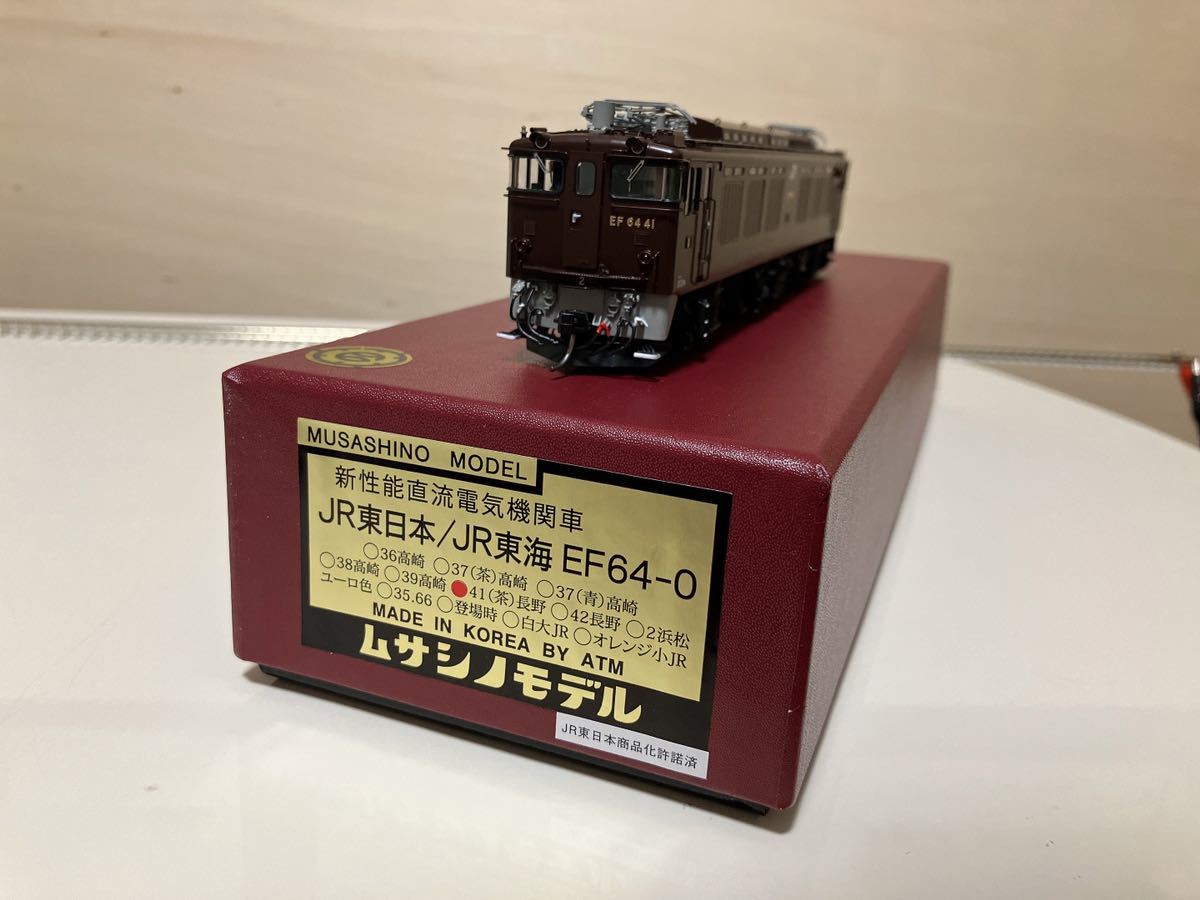 EF 64 41
2
MUSASHINO MODEL
新性能直流電気機関車
JR東日本/JR東海 EF64-0
○36高崎 ○37(茶)高崎 ○37(青)高崎
○38高崎 ○39高崎 ●41(茶)長野 ○42長野 ○2浜松
ユーロ色 ○35.66 ○登場時 ○白大JR ○オレンジ小JR
MADE IN KOREA BY ATM
ムサシノモデル
JR東日本商品化許諾済